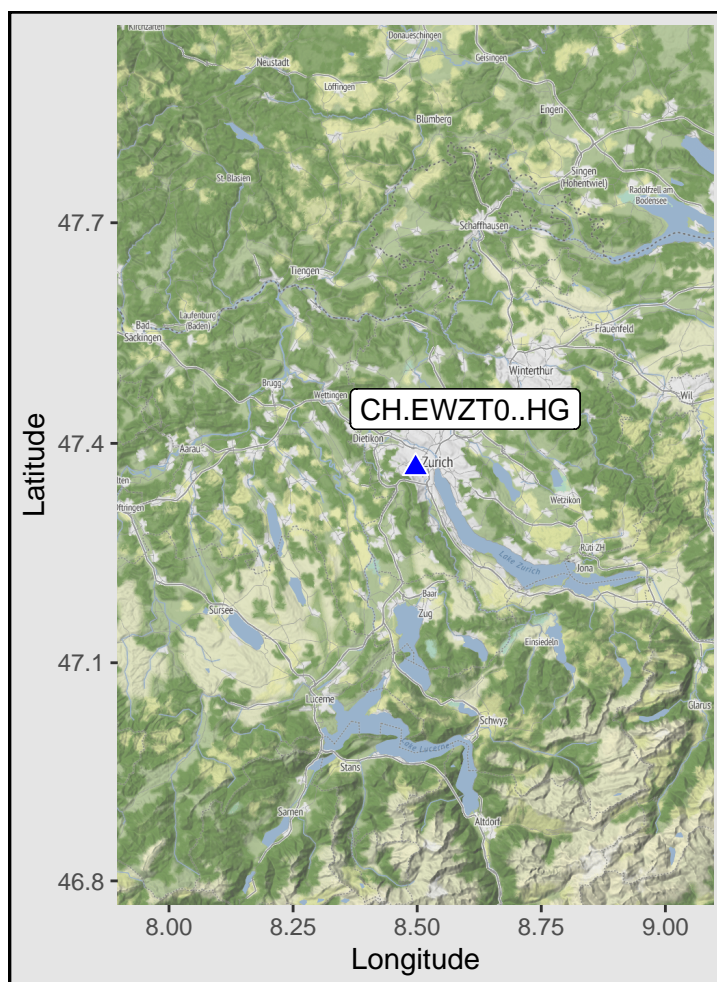 Kirchzarten
Donaueschingen
Geisingen
Neustadt
Löffingen
Engen
Blumberg
Singen
(Hohentwiel)
St. Blasien
Radolfzell am
Bodensee
47.7
Schaffhausen
Tiengen
Laufenburg
(Baden)
Bad
Säckingen
Frauenfeld
Winterthur
Brugg
Wettingen
Wil
CH.EWZT0..HG
47.4
Dietikon
Aarau
Zurich
lten
Wetzikon
Oftringen
Rüti ZH
Lake Zurich
Jona
Baar
Sursee
Zug
Einsiedeln
47.1
Lucerne
Glarus
Schwyz
Lake Lucerne
Stans
Sarnen
Altdorf
46.8
8.00
8.25
8.50
8.75
9.00
Latitude
Longitude